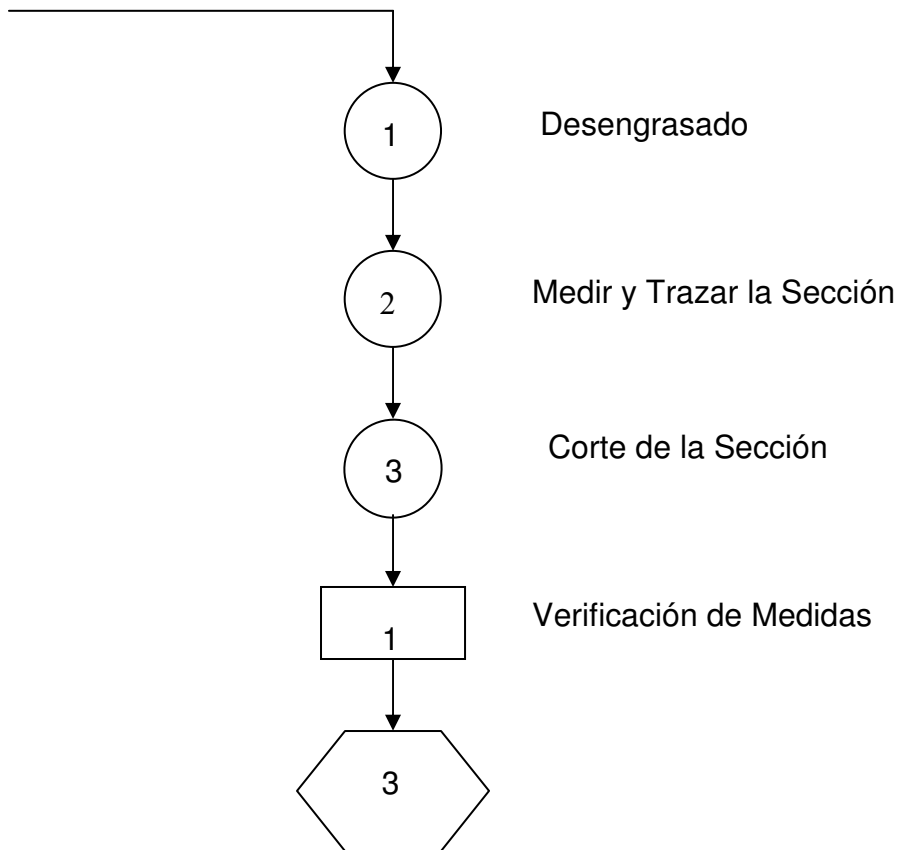 1
Desengrasado
2
Medir y Trazar la Sección
3
Corte de la Sección
1
Verificación de Medidas
3